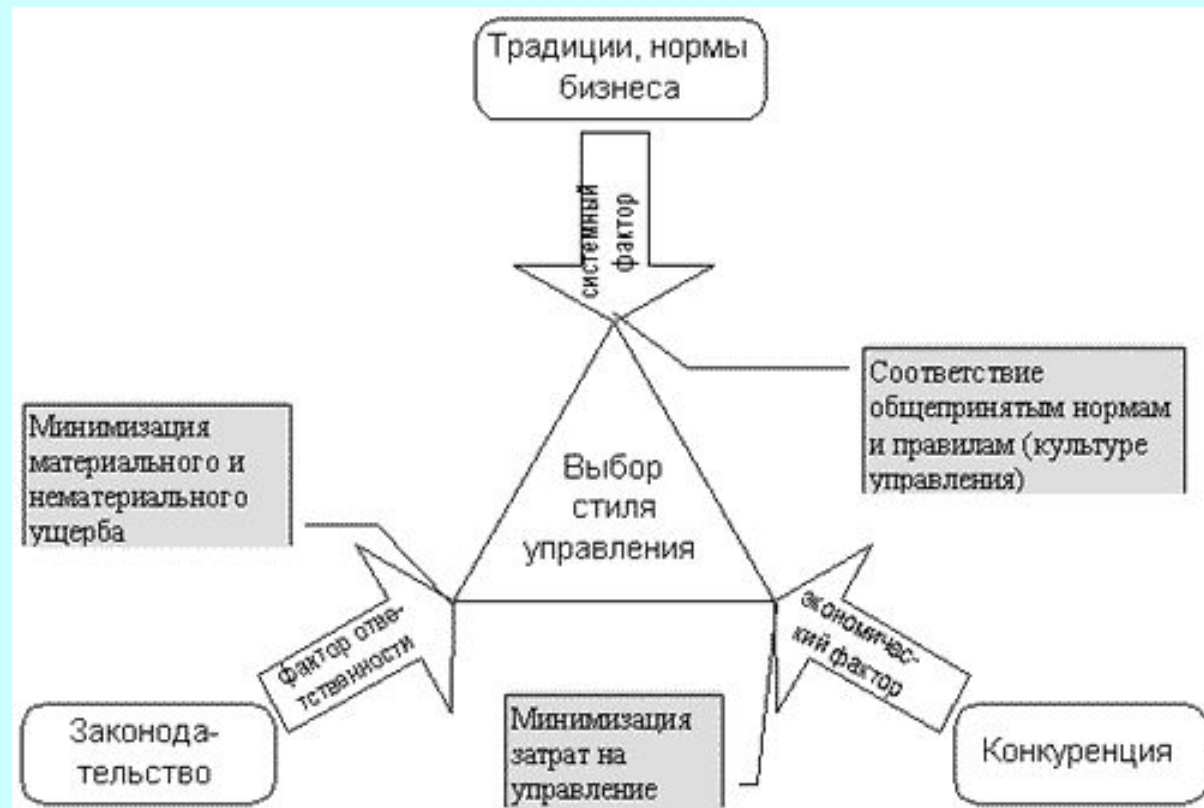 Традиции, нормы
бизнеса
системный
фактор
Соответствие
общепринятым нормам
и правилам (культуре
управления)
Минимизация
материального и
нематериального
ущерба
Выбор
стиля
управления
фактор отве-
тственности
экономичес-
кий фактор
Законода-
тельство
Минимизация
затрат на
управление
Конкуренция